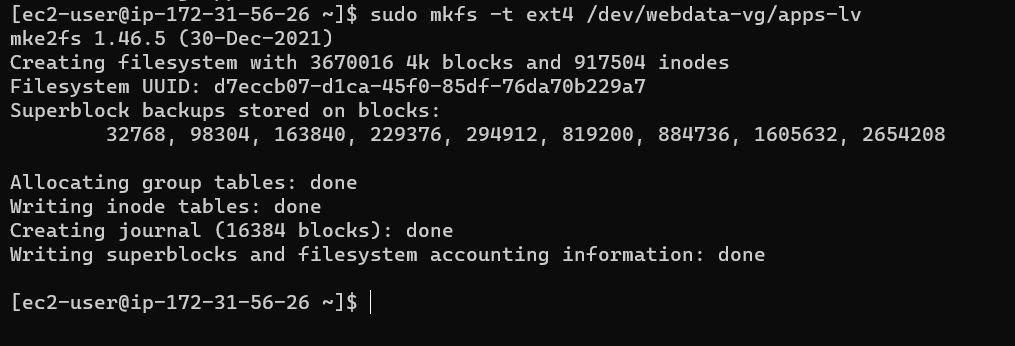 [ec2-user@ip-172-31-56-26 ~]$ sudo mkfs -t ext4 /dev/webdata-vg/apps-lv
mke2fs 1.46.5 (30-Dec-2021)
Creating filesystem with 3670016 4k blocks and 917504 inodes
Filesystem UUID: d7eccb07-d1ca-45f0-85df-76da70b229a7
Superblock backups stored on blocks:
        32768, 98304, 163840, 229376, 294912, 819200, 884736, 1605632, 2654208
Allocating group tables: done
Writing inode tables: done
Creating journal (16384 blocks): done
Writing superblocks and filesystem accounting information: done
[ec2-user@ip-172-31-56-26 ~]$